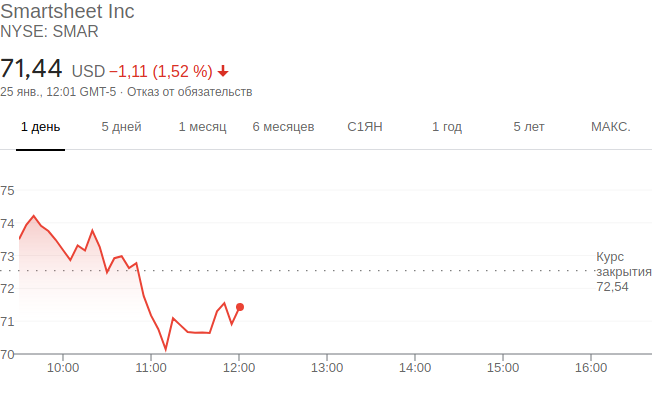 Smartsheet Inc
NYSE: SMAR
71,44 USD −1,11 (1,52 %)
25 янв., 12:01 GMT-5 · Отказ от обязательств
1 день 5 дней 1 месяц 6 месяцев С1ЯН 1 год 5 лет МАКС.
75
74
73
72
71
70
Курс
закрытия
72,54
10:00 11:00 12:00 13:00 14:00 15:00 16:00